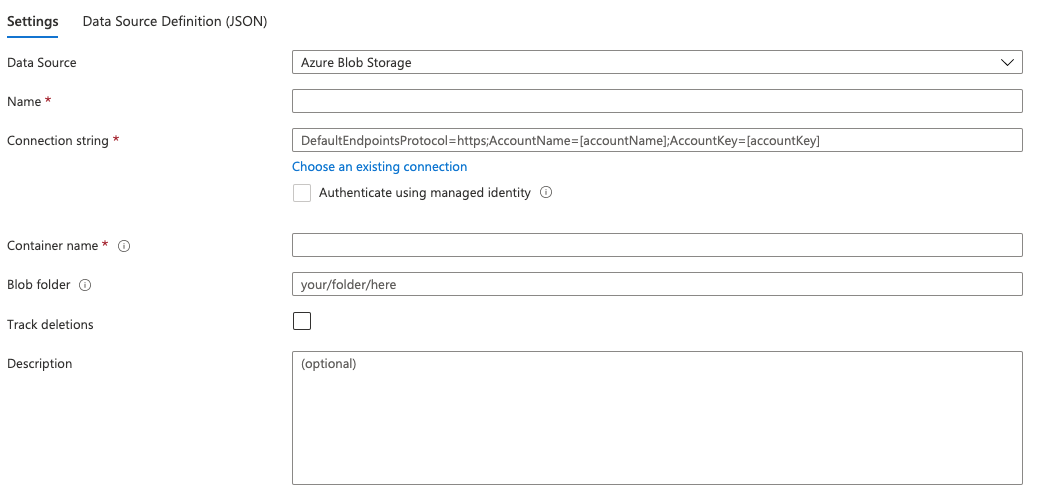 Settings Data Source Definition (JSON)
Data Source Azure Blob Storage
Name *
Connection string * DefaultEndpointsProtocol=https;AccountName=[accountName];AccountKey=[accountKey]
Choose an existing connection
Authenticate using managed identity
Container name *
Blob folder your/folder/here
Track deletions
Description (optional)